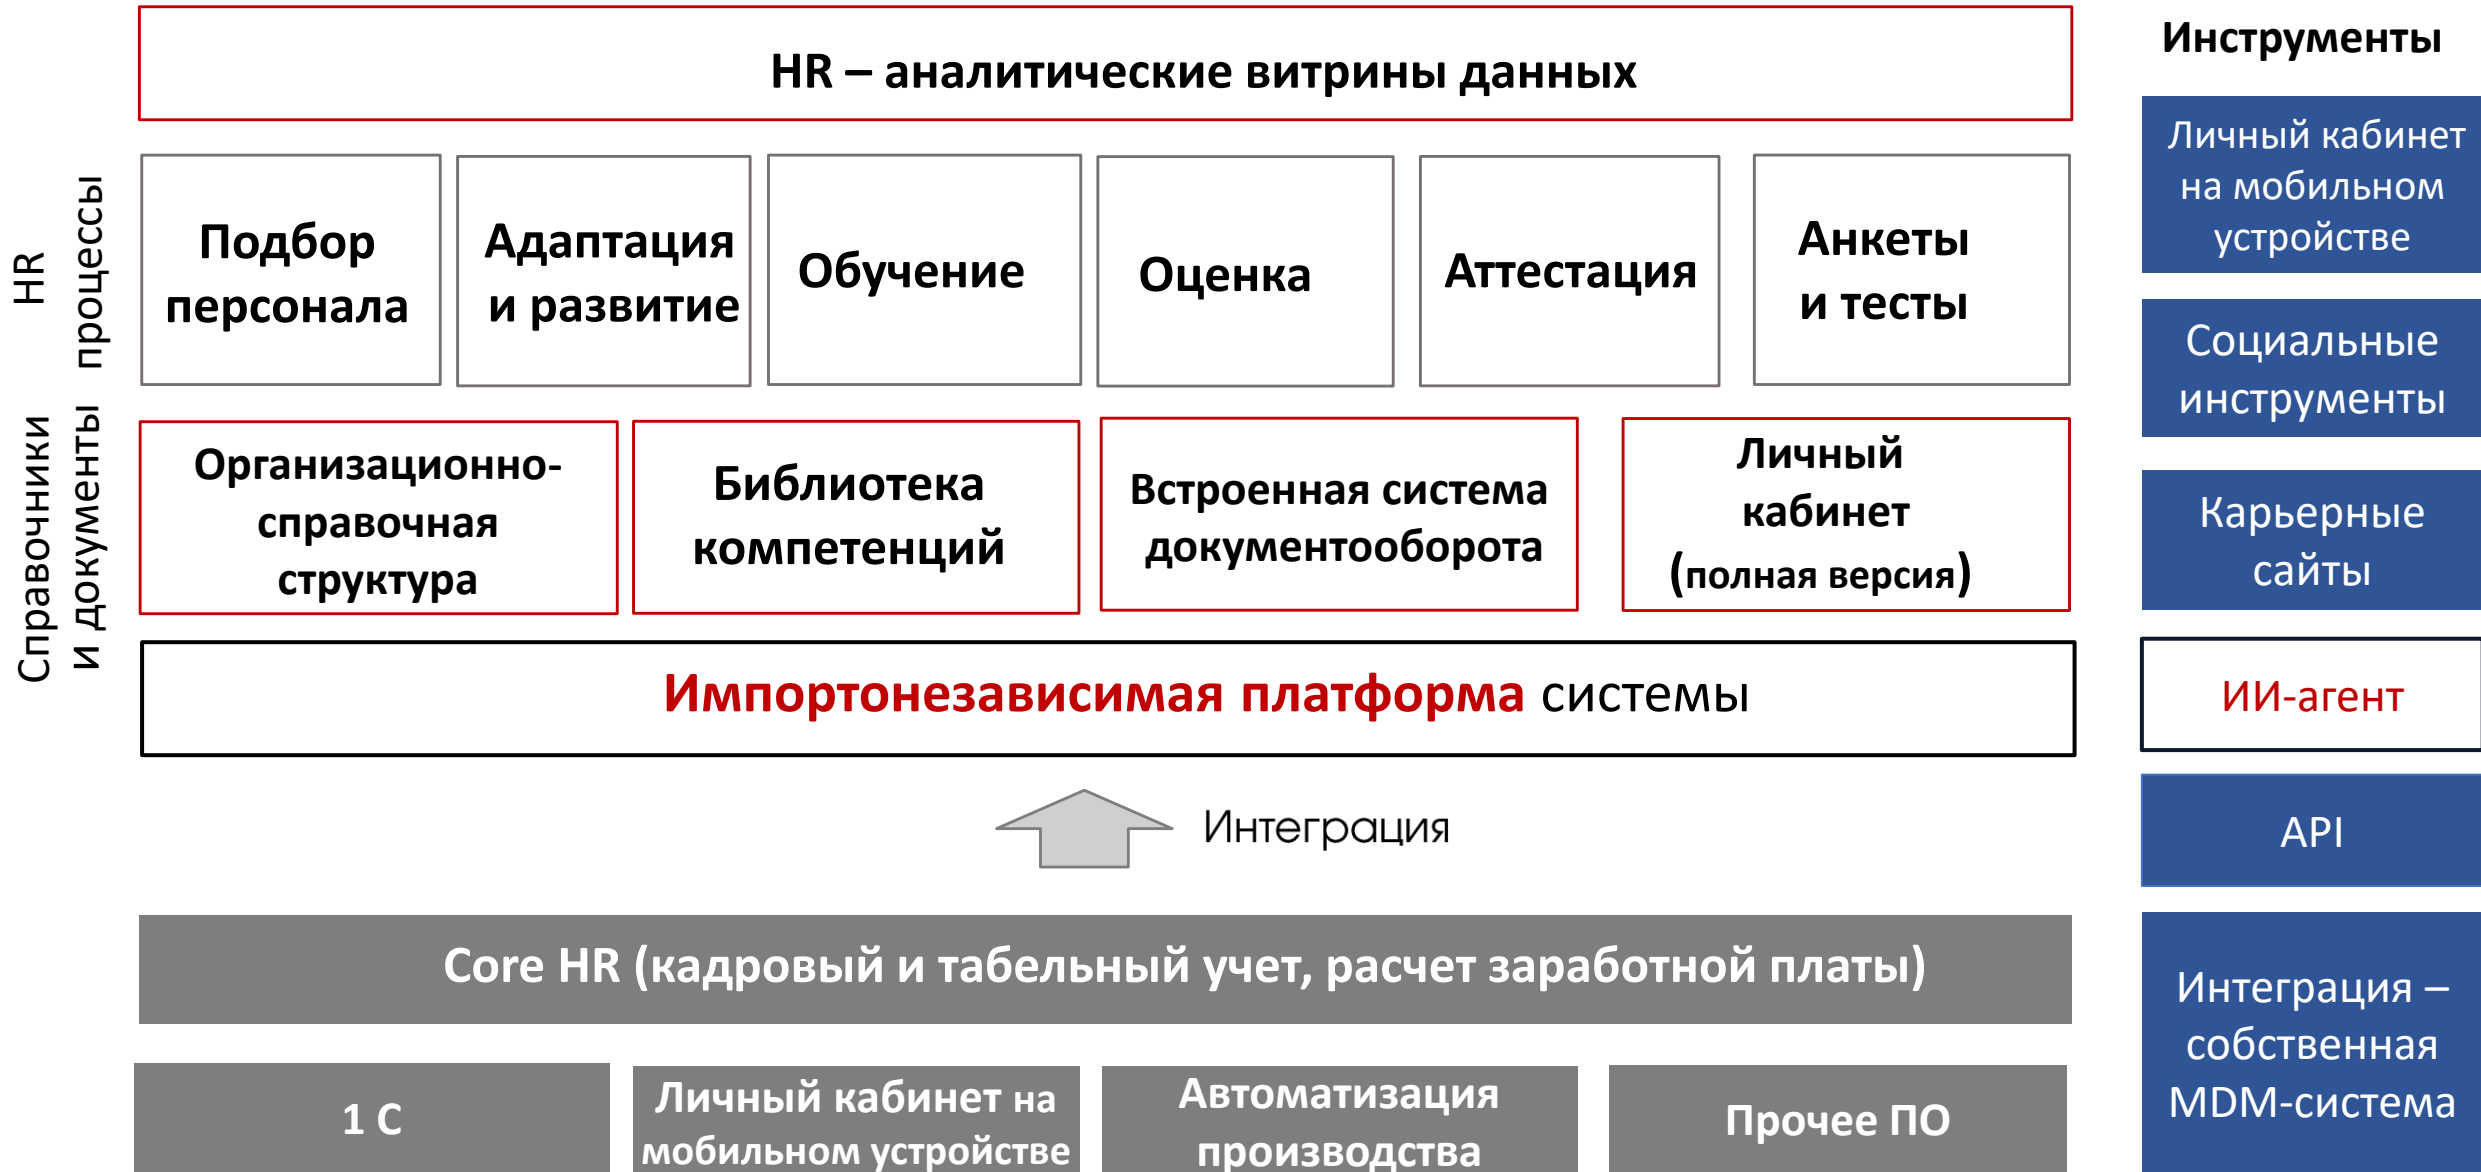 HR – аналитические витрины данных
HR
процессы
Подбор
персонала
Адаптация
и развитие
Обучение
Оценка
Аттестация
Анкеты
и тесты
Справочники
и документы
Организационно-
справочная
структура
Библиотека
компетенций
Встроенная система
документооборота
Личный
кабинет
(полная версия)
Импортонезависимая платформа системы
Интеграция
Core HR (кадровый и табельный учет, расчет заработной платы)
1 С
Личный кабинет на
мобильном устройстве
Автоматизация
производства
Прочее ПО
Инструменты
Личный кабинет
на мобильном
устройстве
Социальные
инструменты
Карьерные
сайты
ИИ-агент
API
Интеграция –
собственная
MDM-система